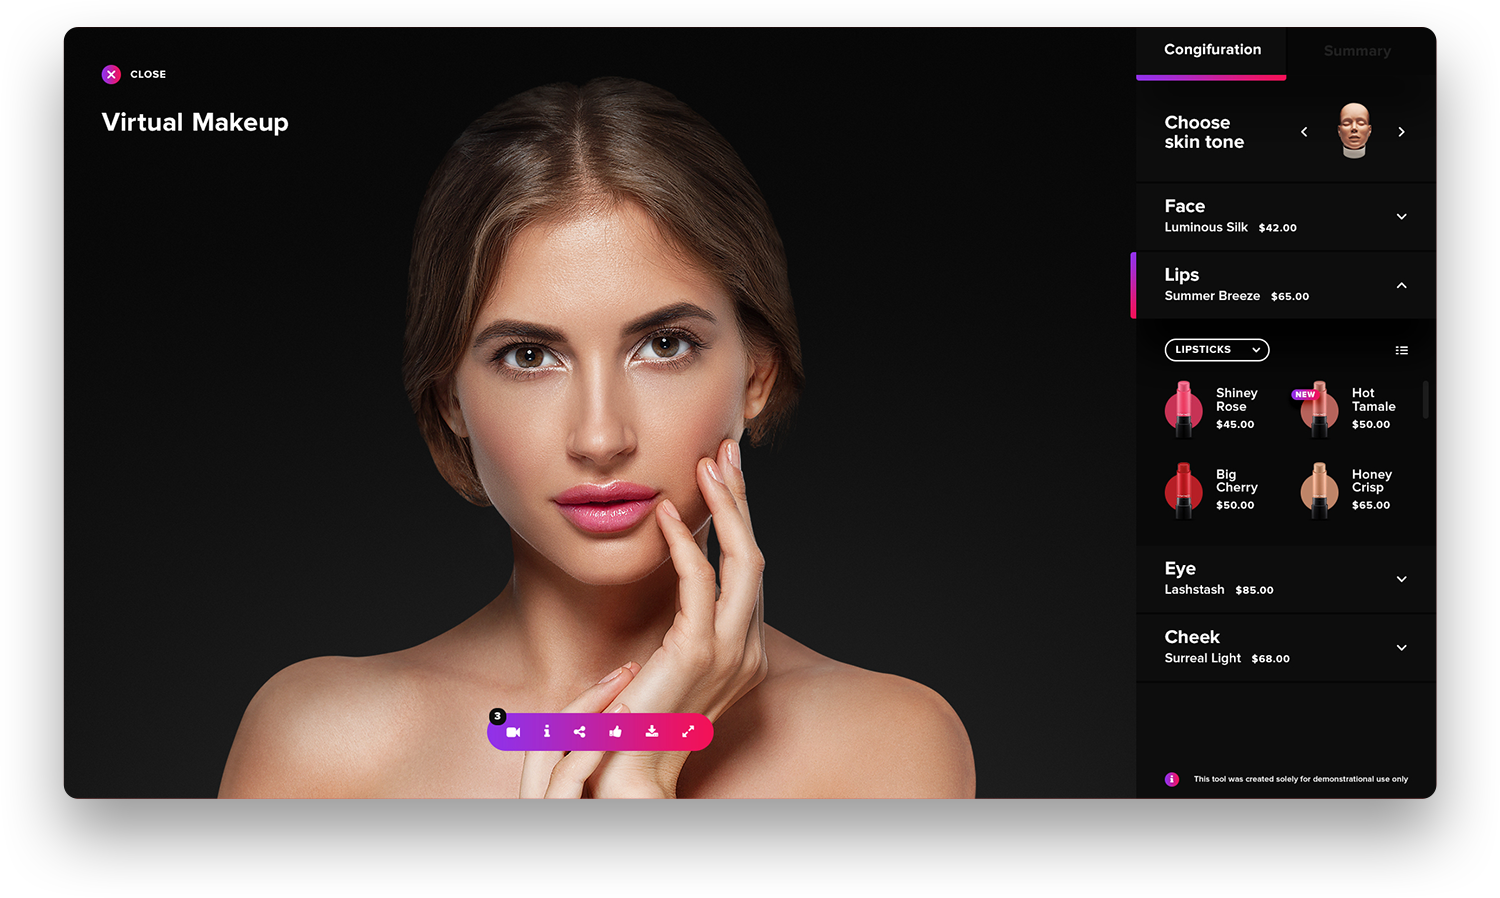 CLOSE
Virtual Makeup
3
Congifuration
Summary
Choose
skin tone
Face
Luminous Silk $42.00
Lips
Summer Breeze $65.00
LIPSTICKS
Shiney
Rose
$45.00
NEW
Hot
Tamale
$50.00
Big
Cherry
$50.00
Honey
Crisp
$65.00
Eye
Lashstash $85.00
Cheek
Surreal Light $68.00
This tool was created solely for demonstrational use only